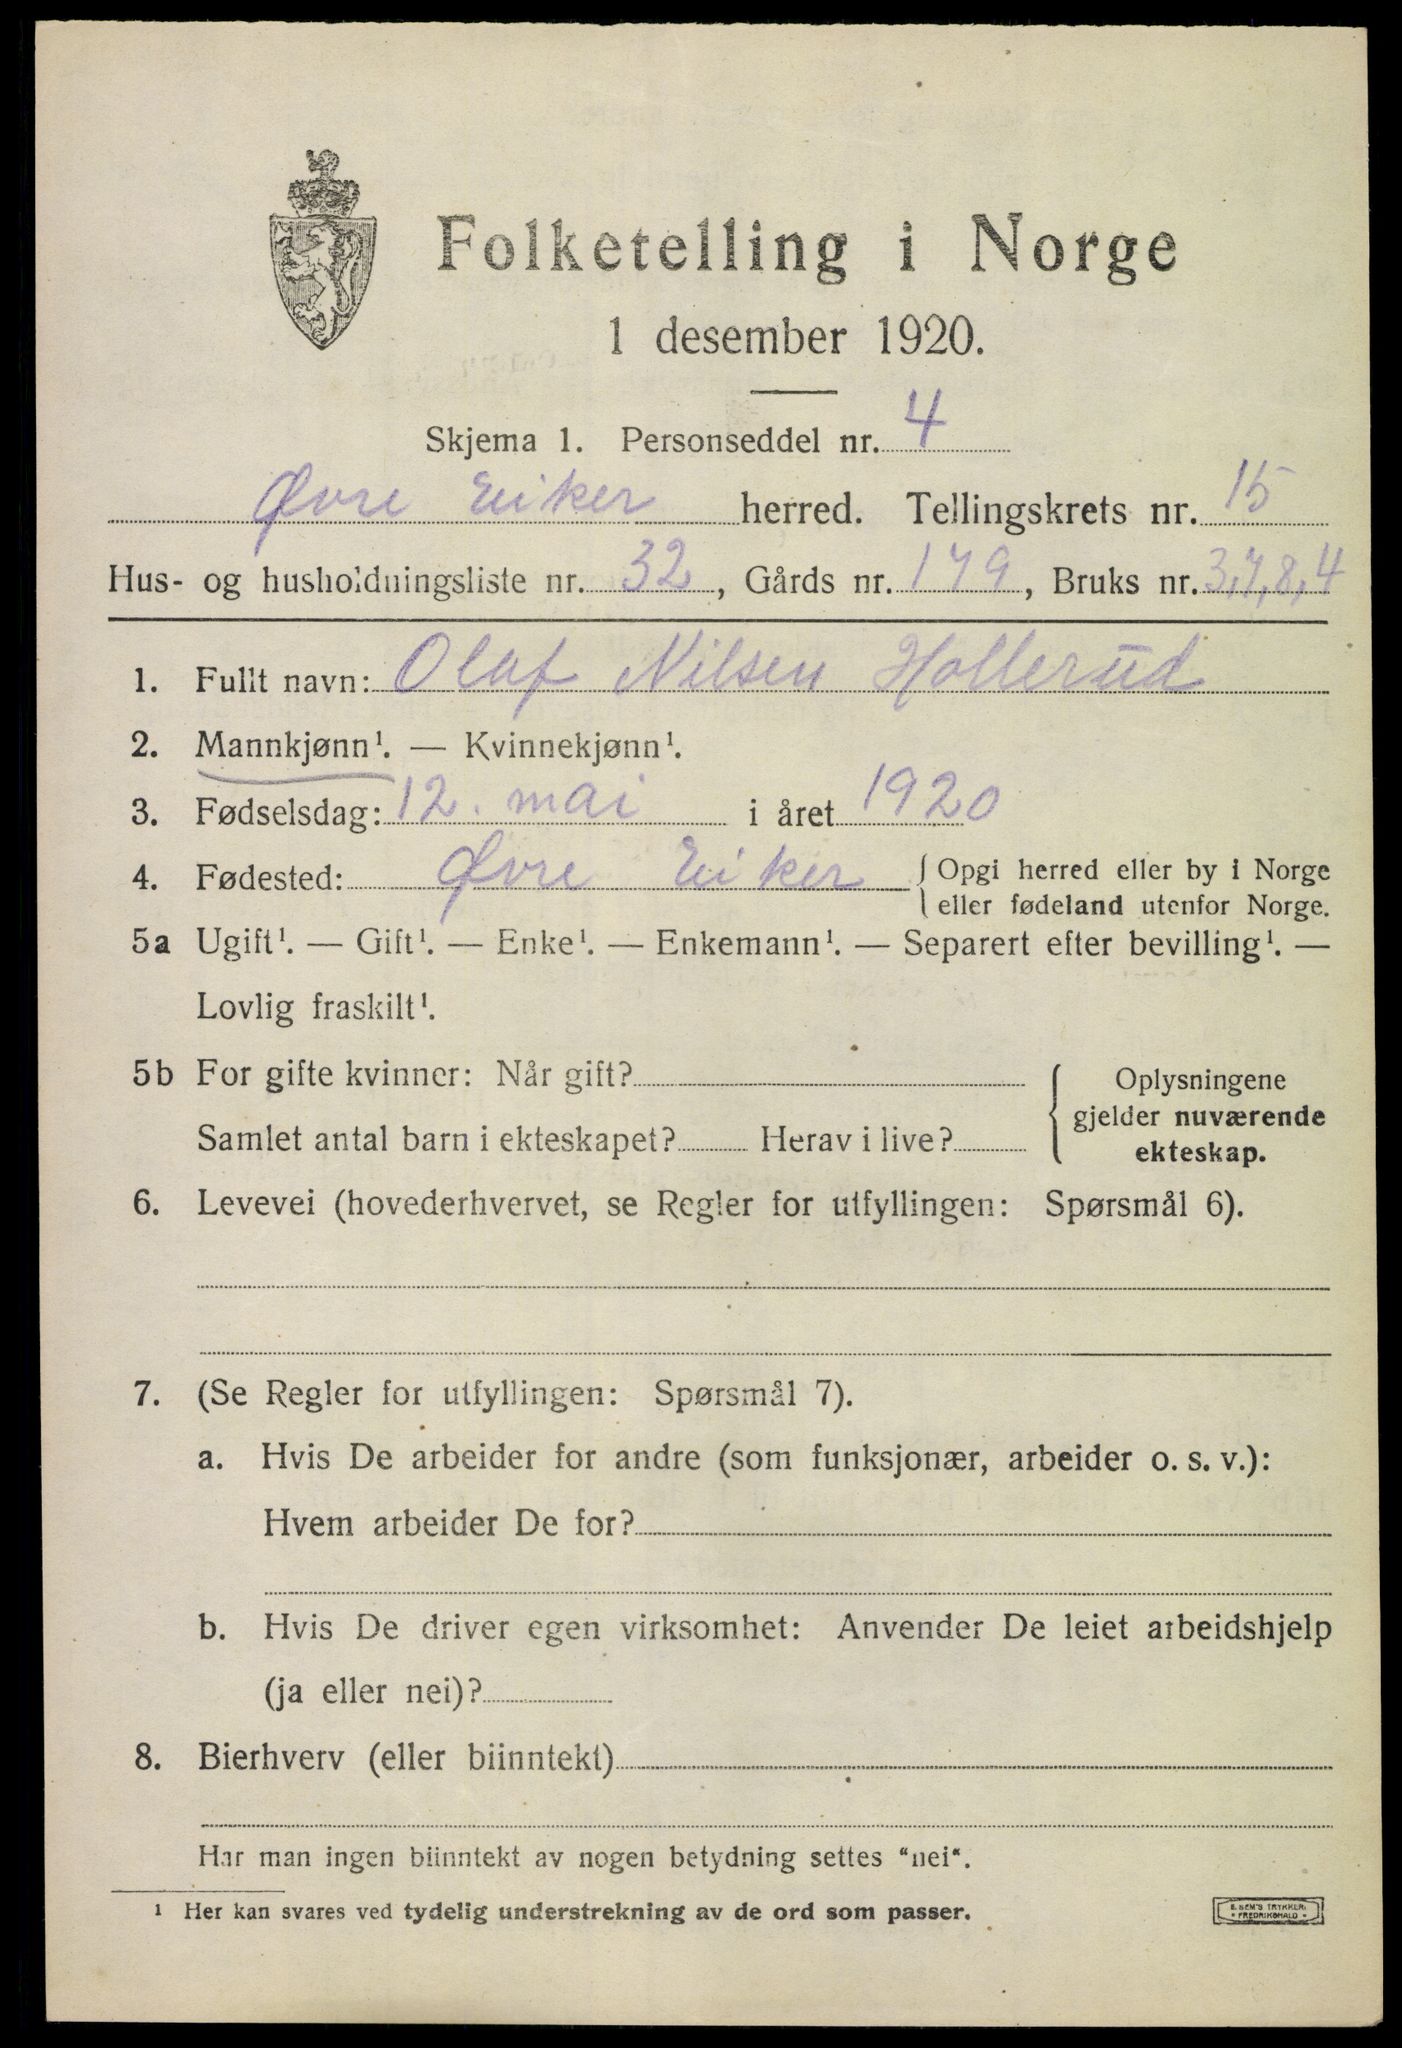 Folketelling i Norge
1 desember 1920.
Skjema 1. Personseddel nr. 4
Øvre Eiker herred. Tellingskrets nr. 15
Hus- og husholdningsliste nr. 32, Gårds nr. 179, Bruks nr. 3,7,8,4
1. Fullt navn: Olaf Nilsen Hollerud
2. Mannkjønn¹. — Kvinnekjønn¹.
3. Fødselsdag: 12. mai i året 1920
4. Fødested: Øvre Eiker { Opgi herred eller by i Norge
eller fødeland utenfor Norge.
5a Ugift¹. — Gift¹. — Enke¹. — Enkemann¹. — Separert efter bevilling¹. —
Lovlig fraskilt¹.
5b For gifte kvinner: Når gift?
Samlet antal barn i ekteskapet? Herav i live?
{ Oplysningene
gjelder nuværende
ekteskap.
6. Levevei (hovederhvervet, se Regler for utfyllingen: Spørsmål 6).
7. (Se Regler for utfyllingen: Spørsmål 7).
a. Hvis De arbeider for andre (som funksjonær, arbeider o. s. v.):
Hvem arbeider De for?
b. Hvis De driver egen virksomhet: Anvender De leiet arbeidshjelp
(ja eller nei)?
8. Bierhverv (eller biinntekt)
Har man ingen biinntekt av nogen betydning settes "nei".
¹ Her kan svares ved tydelig understrekning av de ord som passer.
E. SEM'S TRYKKERI
FREDRIKSHALD